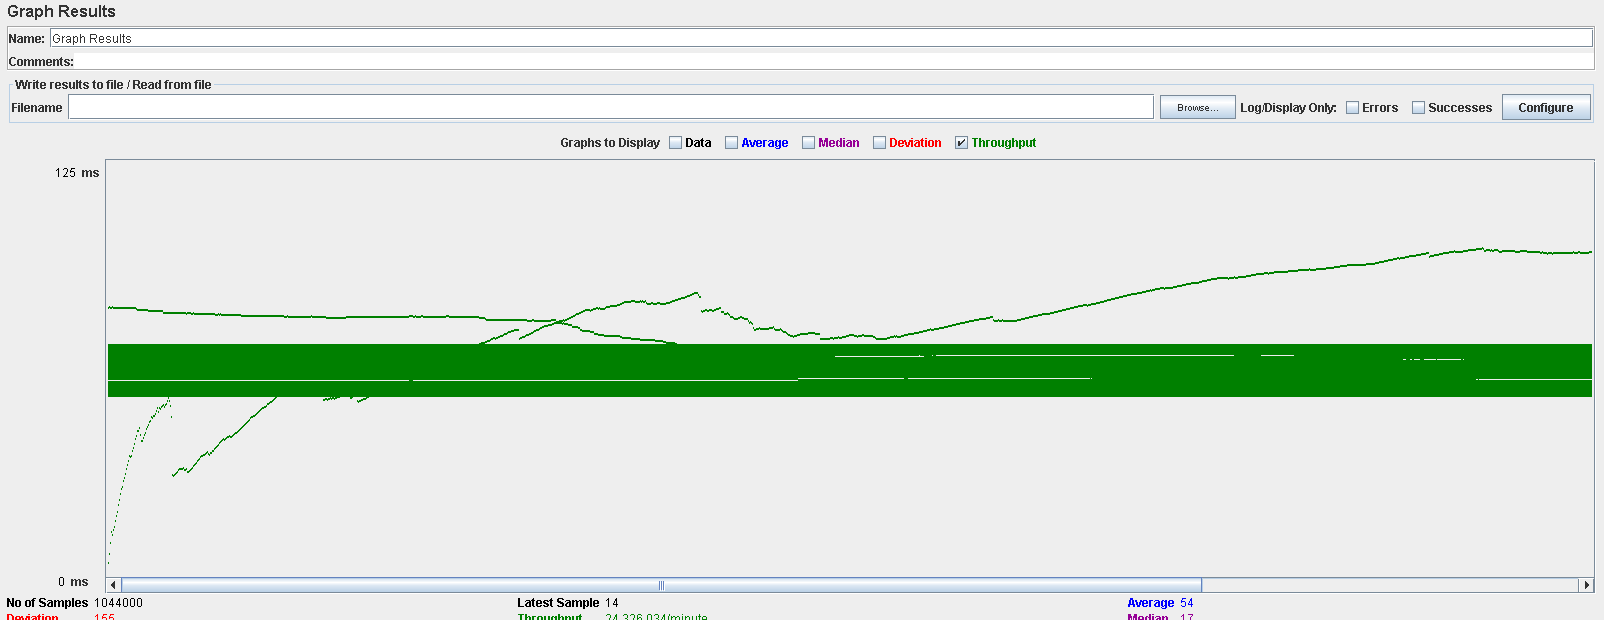 Graph Results
Name: Graph Results
Comments:
Write results to file / Read from file
Filename Browse... Log/Display Only: Errors Successes Configure
Graphs to Display Data Average Median Deviation Throughput
125 ms
0 ms
No of Samples 1044000 Latest Sample 14 Average 54
Deviation 155 Throughput 24,326.034/minute Median 17